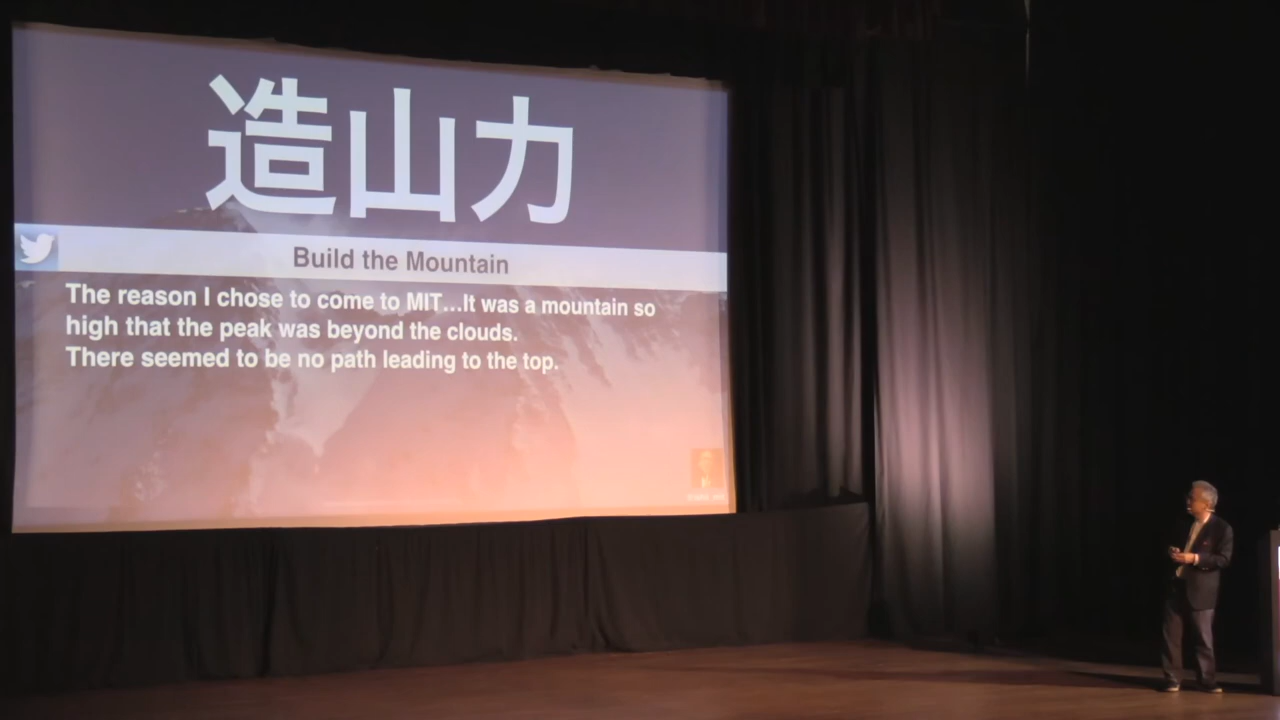 造山力
Build the Mountain
The reason I chose to come to MIT...It was a mountain so
high that the peak was beyond the clouds.
There seemed to be no path leading to the top.